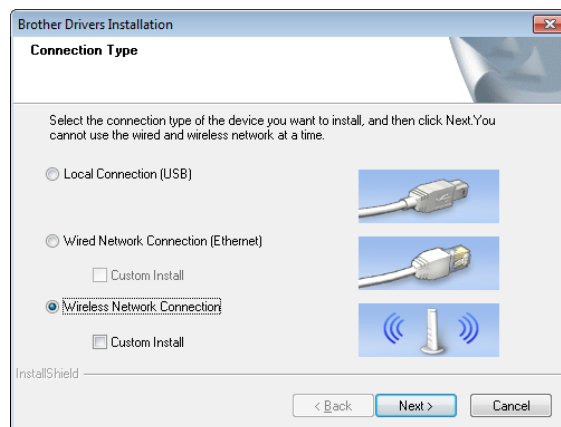 Brother Drivers Installation
Connection Type
Select the connection type of the device you want to install, and then click Next.You
cannot use the wired and wireless network at a time.
Local Connection (USB)
Wired Network Connection (Ethernet)
Custom Install
Wireless Network Connection
Custom Install
InstallShield
< Back
Next >
Cancel